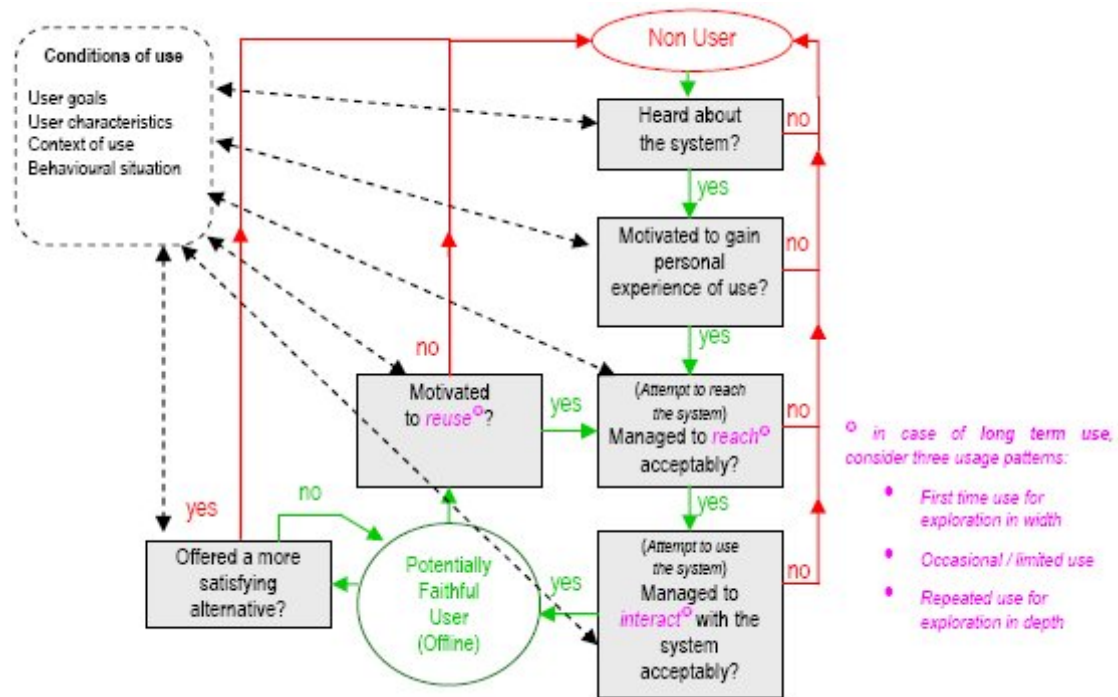 Non User
Conditions of use
User goals
User characteristics
Context of use
Behavioural situation
Heard about
the system?
no
yes
Motivated to gain
personal
experience of use?
no
yes
no
Motivated
to reuse?
yes
(Attempt to reach
the system)
Managed to reach
acceptably?
no
in case of long term use,
consider three usage patterns:
First time use for
exploration in width
Occasional / limited use
Repeated use for
exploration in depth
yes
yes
no
Offered a more
satisfying
alternative?
Potentially
Faithful
User
(Offline)
yes
(Attempt to use
the system)
Managed to
interact with the
system
acceptably?
no